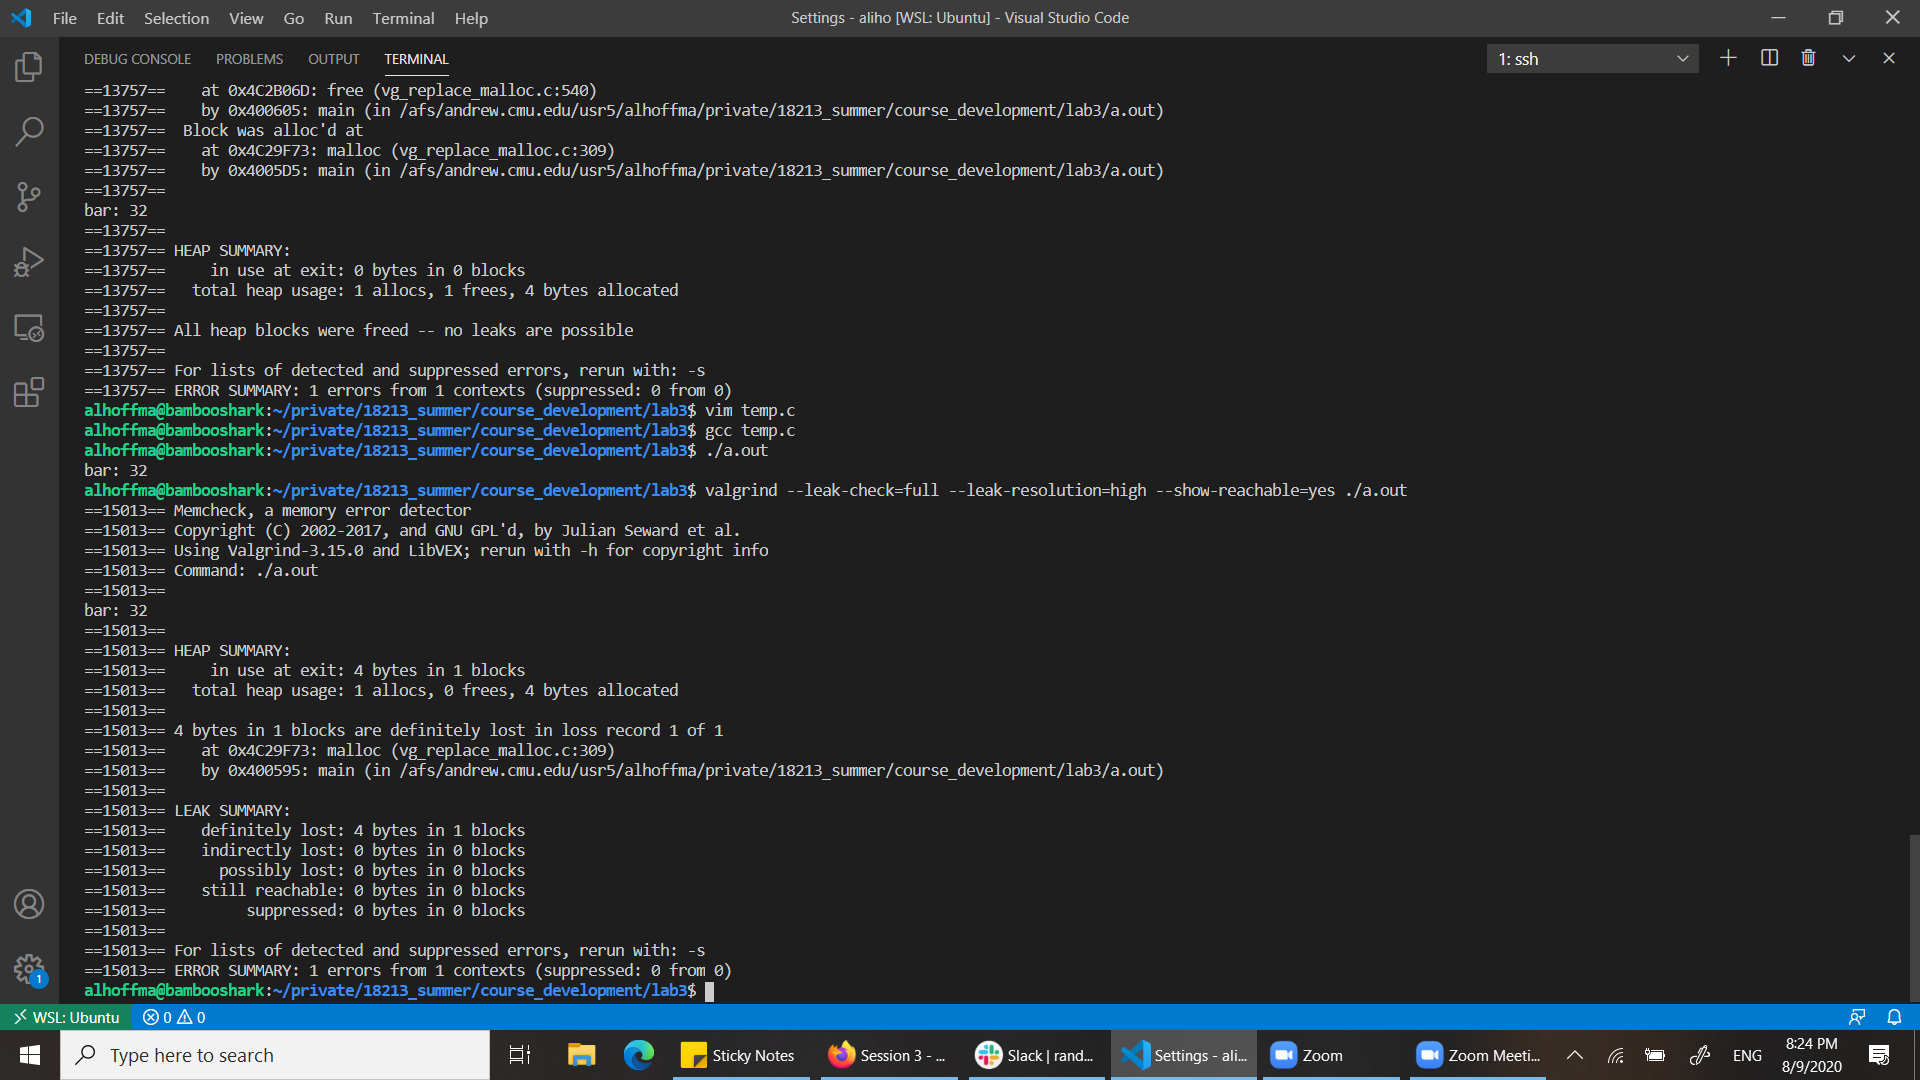 File Edit Selection View Go Run Terminal Help
Settings - aliho [WSL: Ubuntu] - Visual Studio Code
DEBUG CONSOLE PROBLEMS OUTPUT TERMINAL
1: ssh
==13757==    at 0x4C2B06D: free (vg_replace_malloc.c:540)
==13757==    by 0x400605: main (in /afs/andrew.cmu.edu/usr5/alhoffma/private/18213_summer/course_development/lab3/a.out)
==13757==  Block was alloc'd at
==13757==    at 0x4C29F73: malloc (vg_replace_malloc.c:309)
==13757==    by 0x4005D5: main (in /afs/andrew.cmu.edu/usr5/alhoffma/private/18213_summer/course_development/lab3/a.out)
==13757==
bar: 32
==13757==
==13757== HEAP SUMMARY:
==13757==     in use at exit: 0 bytes in 0 blocks
==13757==   total heap usage: 1 allocs, 1 frees, 4 bytes allocated
==13757==
==13757== All heap blocks were freed -- no leaks are possible
==13757==
==13757== For lists of detected and suppressed errors, rerun with: -s
==13757== ERROR SUMMARY: 1 errors from 1 contexts (suppressed: 0 from 0)
alhoffma@bambooshark:~/private/18213_summer/course_development/lab3$ vim temp.c
alhoffma@bambooshark:~/private/18213_summer/course_development/lab3$ gcc temp.c
alhoffma@bambooshark:~/private/18213_summer/course_development/lab3$ ./a.out
bar: 32
alhoffma@bambooshark:~/private/18213_summer/course_development/lab3$ valgrind --leak-check=full --leak-resolution=high --show-reachable=yes ./a.out
==15013== Memcheck, a memory error detector
==15013== Copyright (C) 2002-2017, and GNU GPL'd, by Julian Seward et al.
==15013== Using Valgrind-3.15.0 and LibVEX; rerun with -h for copyright info
==15013== Command: ./a.out
==15013==
bar: 32
==15013==
==15013== HEAP SUMMARY:
==15013==     in use at exit: 4 bytes in 1 blocks
==15013==   total heap usage: 1 allocs, 0 frees, 4 bytes allocated
==15013==
==15013== 4 bytes in 1 blocks are definitely lost in loss record 1 of 1
==15013==    at 0x4C29F73: malloc (vg_replace_malloc.c:309)
==15013==    by 0x400595: main (in /afs/andrew.cmu.edu/usr5/alhoffma/private/18213_summer/course_development/lab3/a.out)
==15013==
==15013== LEAK SUMMARY:
==15013==    definitely lost: 4 bytes in 1 blocks
==15013==    indirectly lost: 0 bytes in 0 blocks
==15013==      possibly lost: 0 bytes in 0 blocks
==15013==    still reachable: 0 bytes in 0 blocks
==15013==         suppressed: 0 bytes in 0 blocks
==15013==
==15013== For lists of detected and suppressed errors, rerun with: -s
==15013== ERROR SUMMARY: 1 errors from 1 contexts (suppressed: 0 from 0)
alhoffma@bambooshark:~/private/18213_summer/course_development/lab3$
1
WSL: Ubuntu 0 0
Type here to search
Sticky Notes
Session 3 - ...
Slack | rand...
Settings - ali...
Zoom
Zoom Meeti...
ENG
8:24 PM
8/9/2020